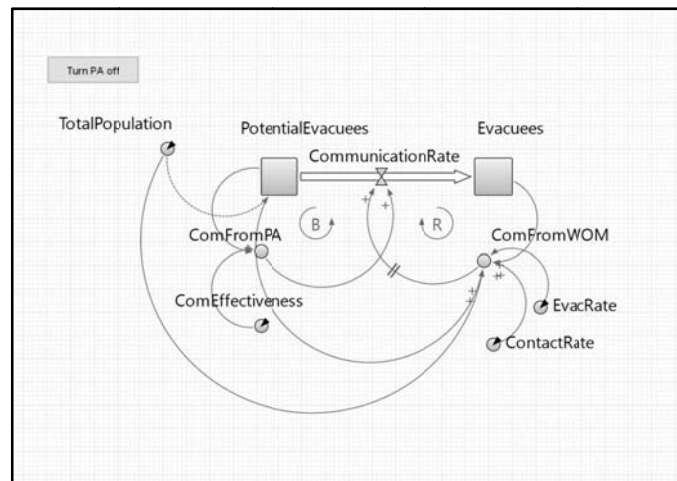 Turn PA off
TotalPopulation
PotentialEvacuees
Evacuees
CommunicationRate
+
+
B
R
ComFromPA
ComFromWOM
+
+
+
+
ComEffectiveness
EvacRate
ContactRate